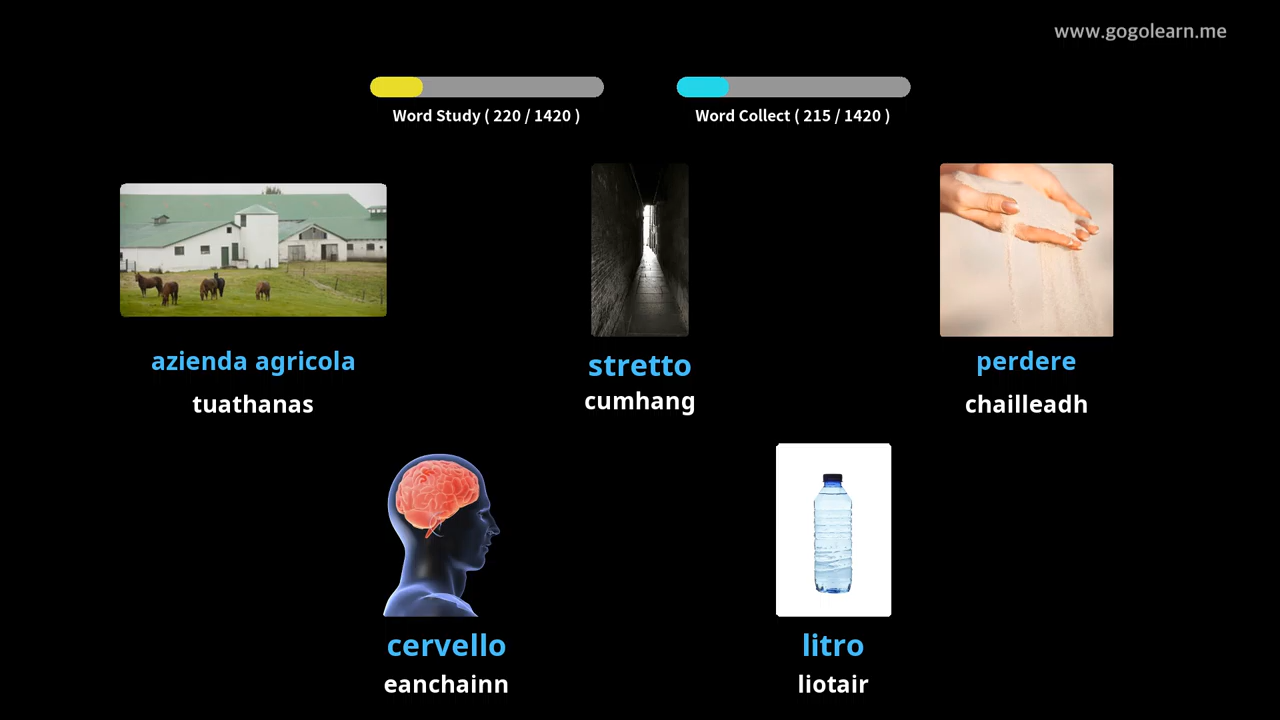 www.gogolearn.me
Word Study ( 220 / 1420 )
Word Collect ( 215 / 1420 )
azienda agricola
tuathanas
stretto
cumhang
perdere
chailleadh
cervello
eanchainn
litro
liotair